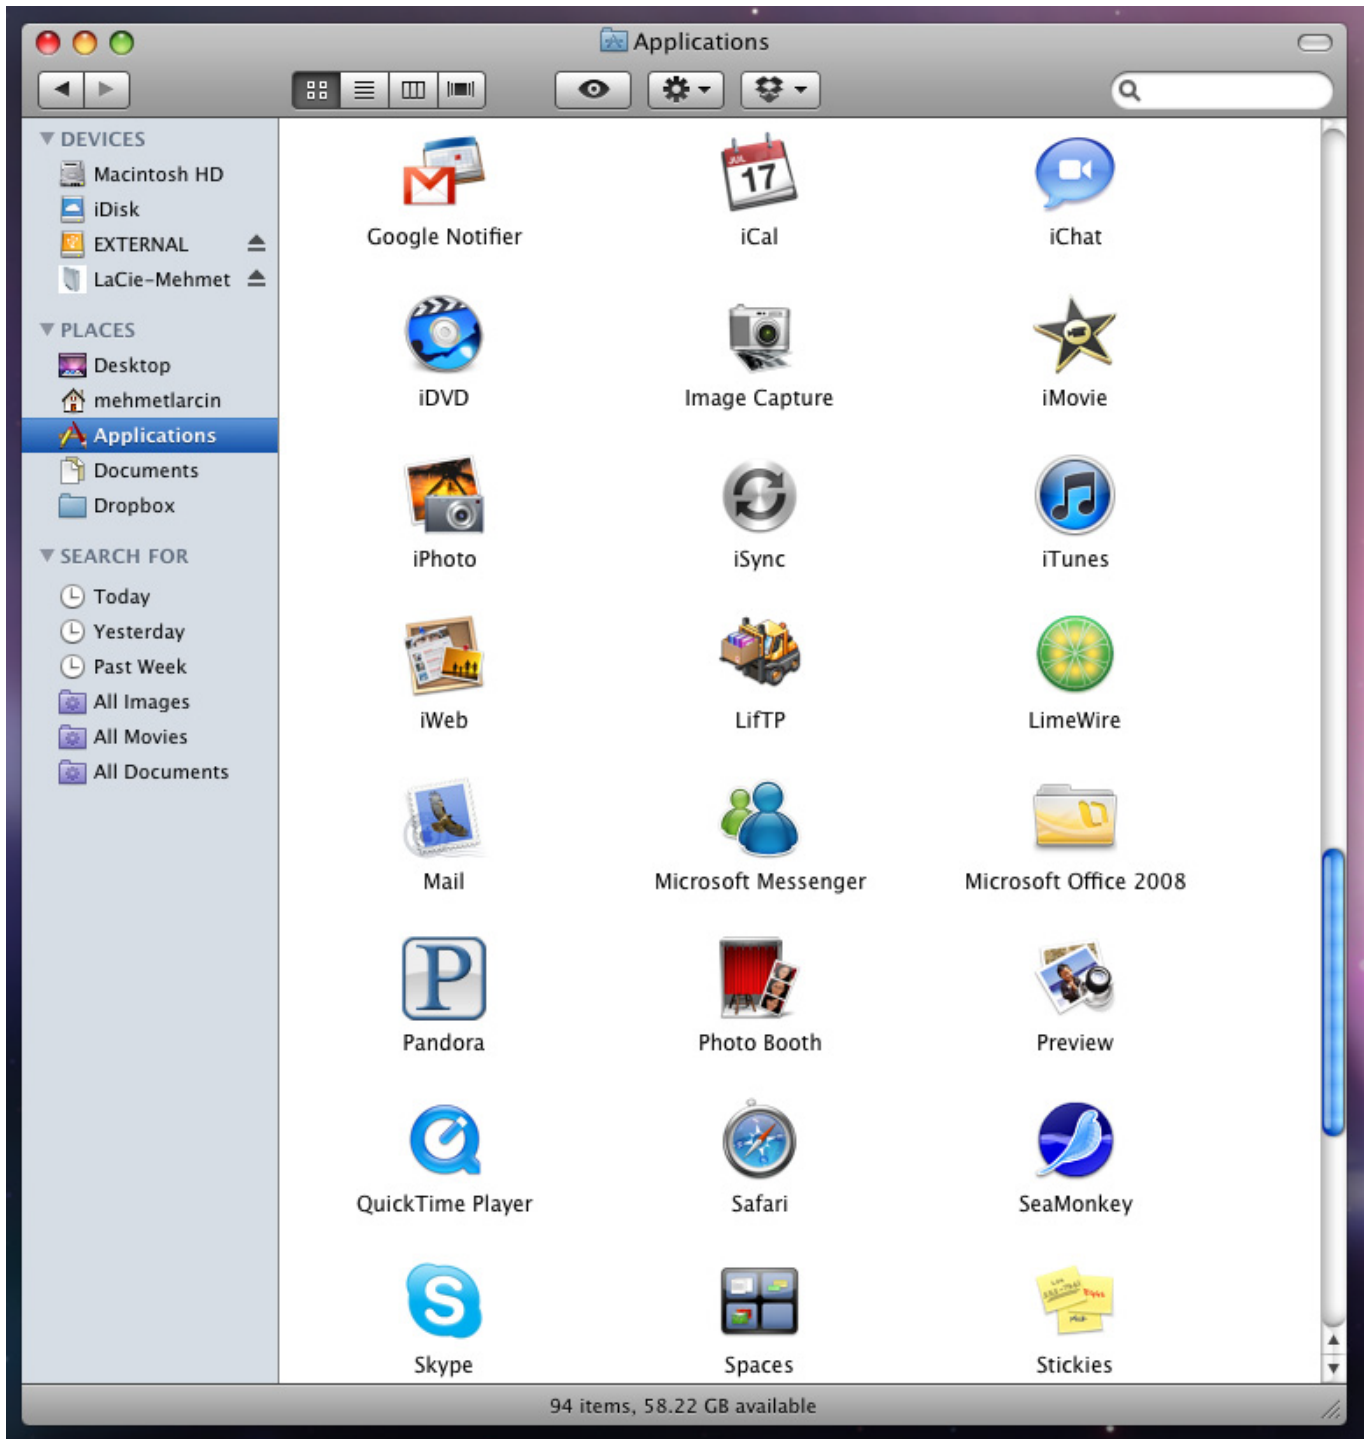 Applications
DEVICES
Macintosh HD
iDisk
EXTERNAL
LaCie-Mehmet
PLACES
Desktop
mehmetlarcin
Applications
Documents
Dropbox
SEARCH FOR
Today
Yesterday
Past Week
All Images
All Movies
All Documents
JUL
17
Google Notifier iCal iChat
iDVD Image Capture iMovie
iPhoto iSync iTunes
iWeb LifTP LimeWire
Mail Microsoft Messenger Microsoft Office 2008
P
Pandora Photo Booth Preview
QuickTime Player Safari SeaMonkey
S
Skype Spaces Stickies
94 items, 58.22 GB available